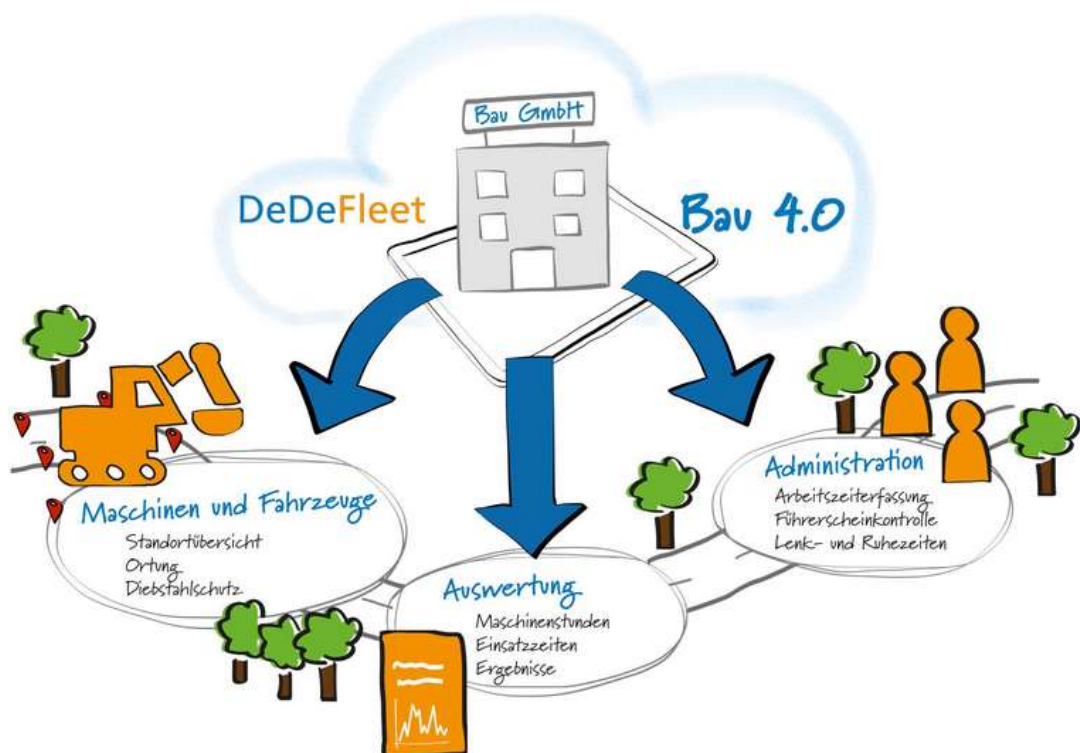 Bau GmbH
DeDeFleet
Bau 4.0
Maschinen und Fahrzeuge
Standortübersicht
Ortung
Diebstahlschutz
Auswertung
Maschinenstunden
Einsatzzeiten
Ergebnisse
Administration
Arbeitszeiterfassung
Führerscheinkontrolle
Lenk- und Ruhezeiten